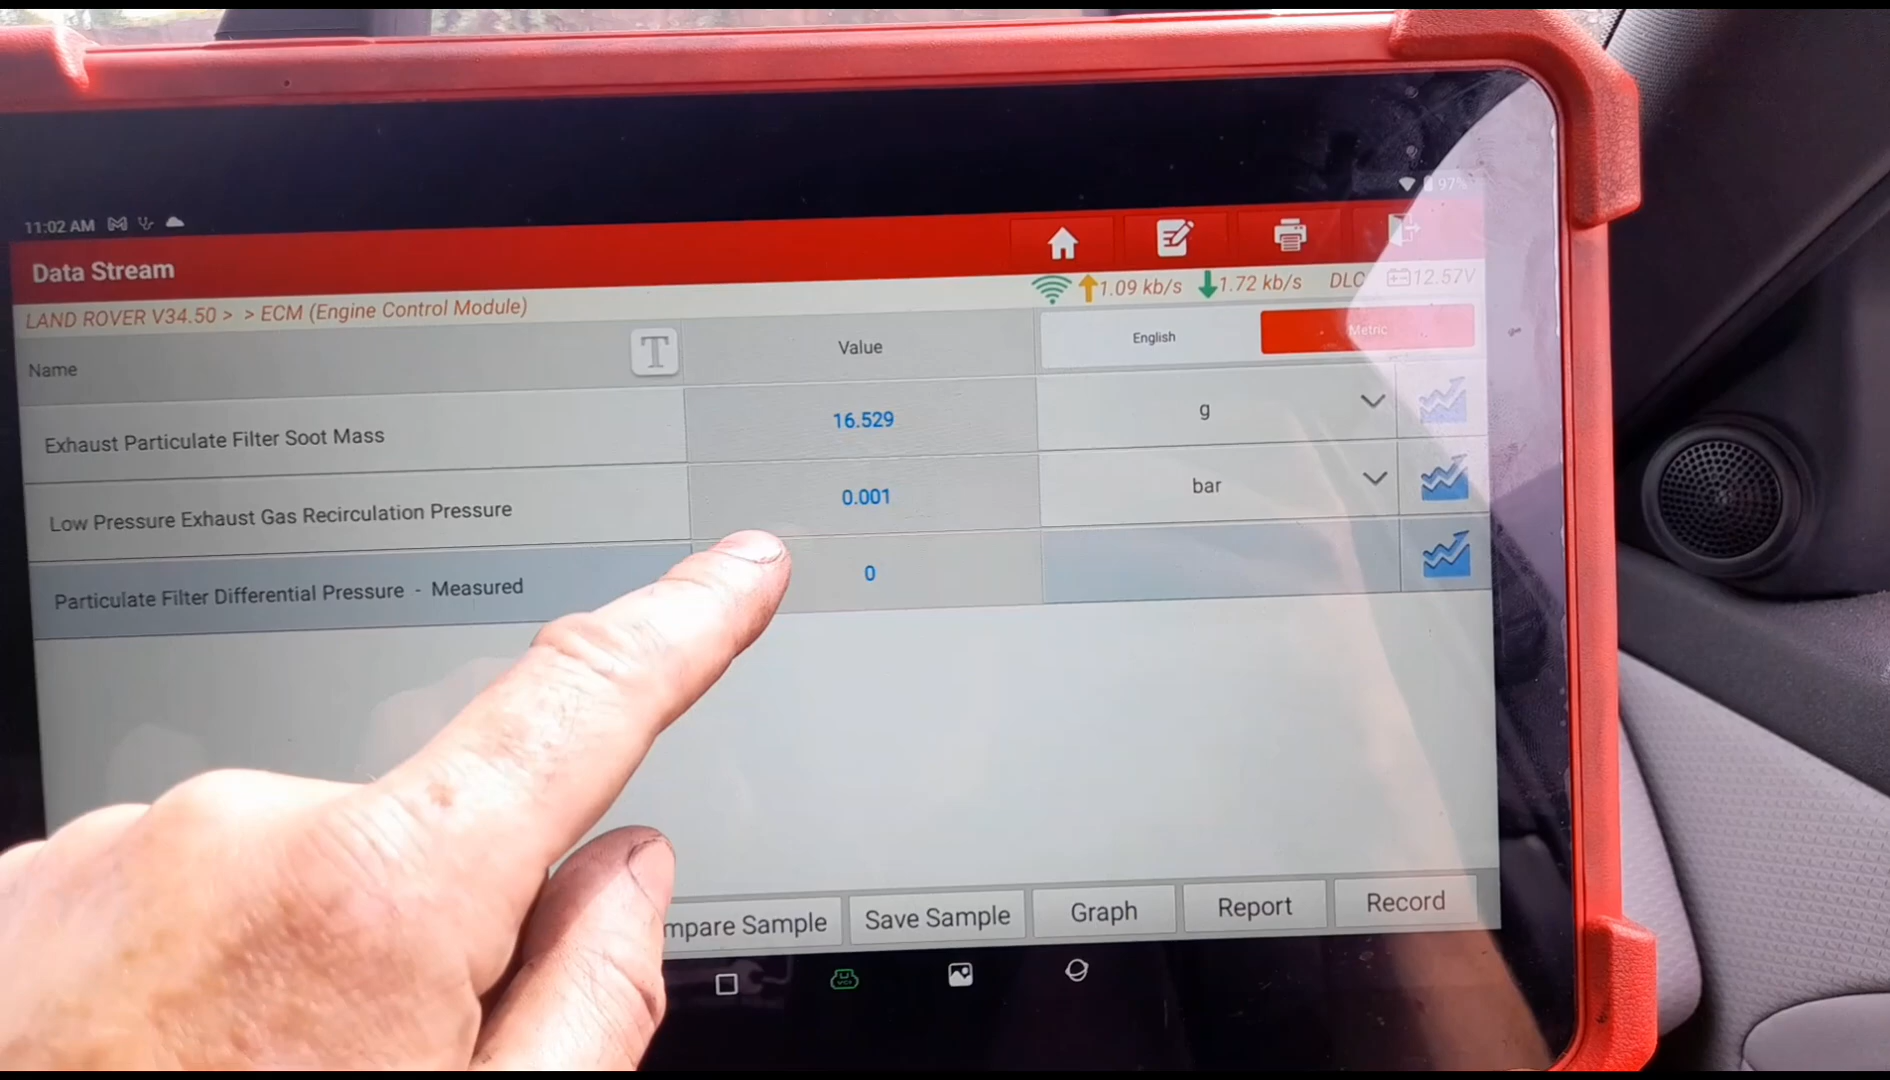 11:02 AM
97%
Data Stream
LAND ROVER V34.50 > > ECM (Engine Control Module)
1.09 kb/s 1.72 kb/s DLC 12.57V
Name T Value English Metric
Exhaust Particulate Filter Soot Mass 16.529 g
Low Pressure Exhaust Gas Recirculation Pressure 0.001 bar
Particulate Filter Differential Pressure - Measured 0
mpare Sample Save Sample Graph Report Record
VCI